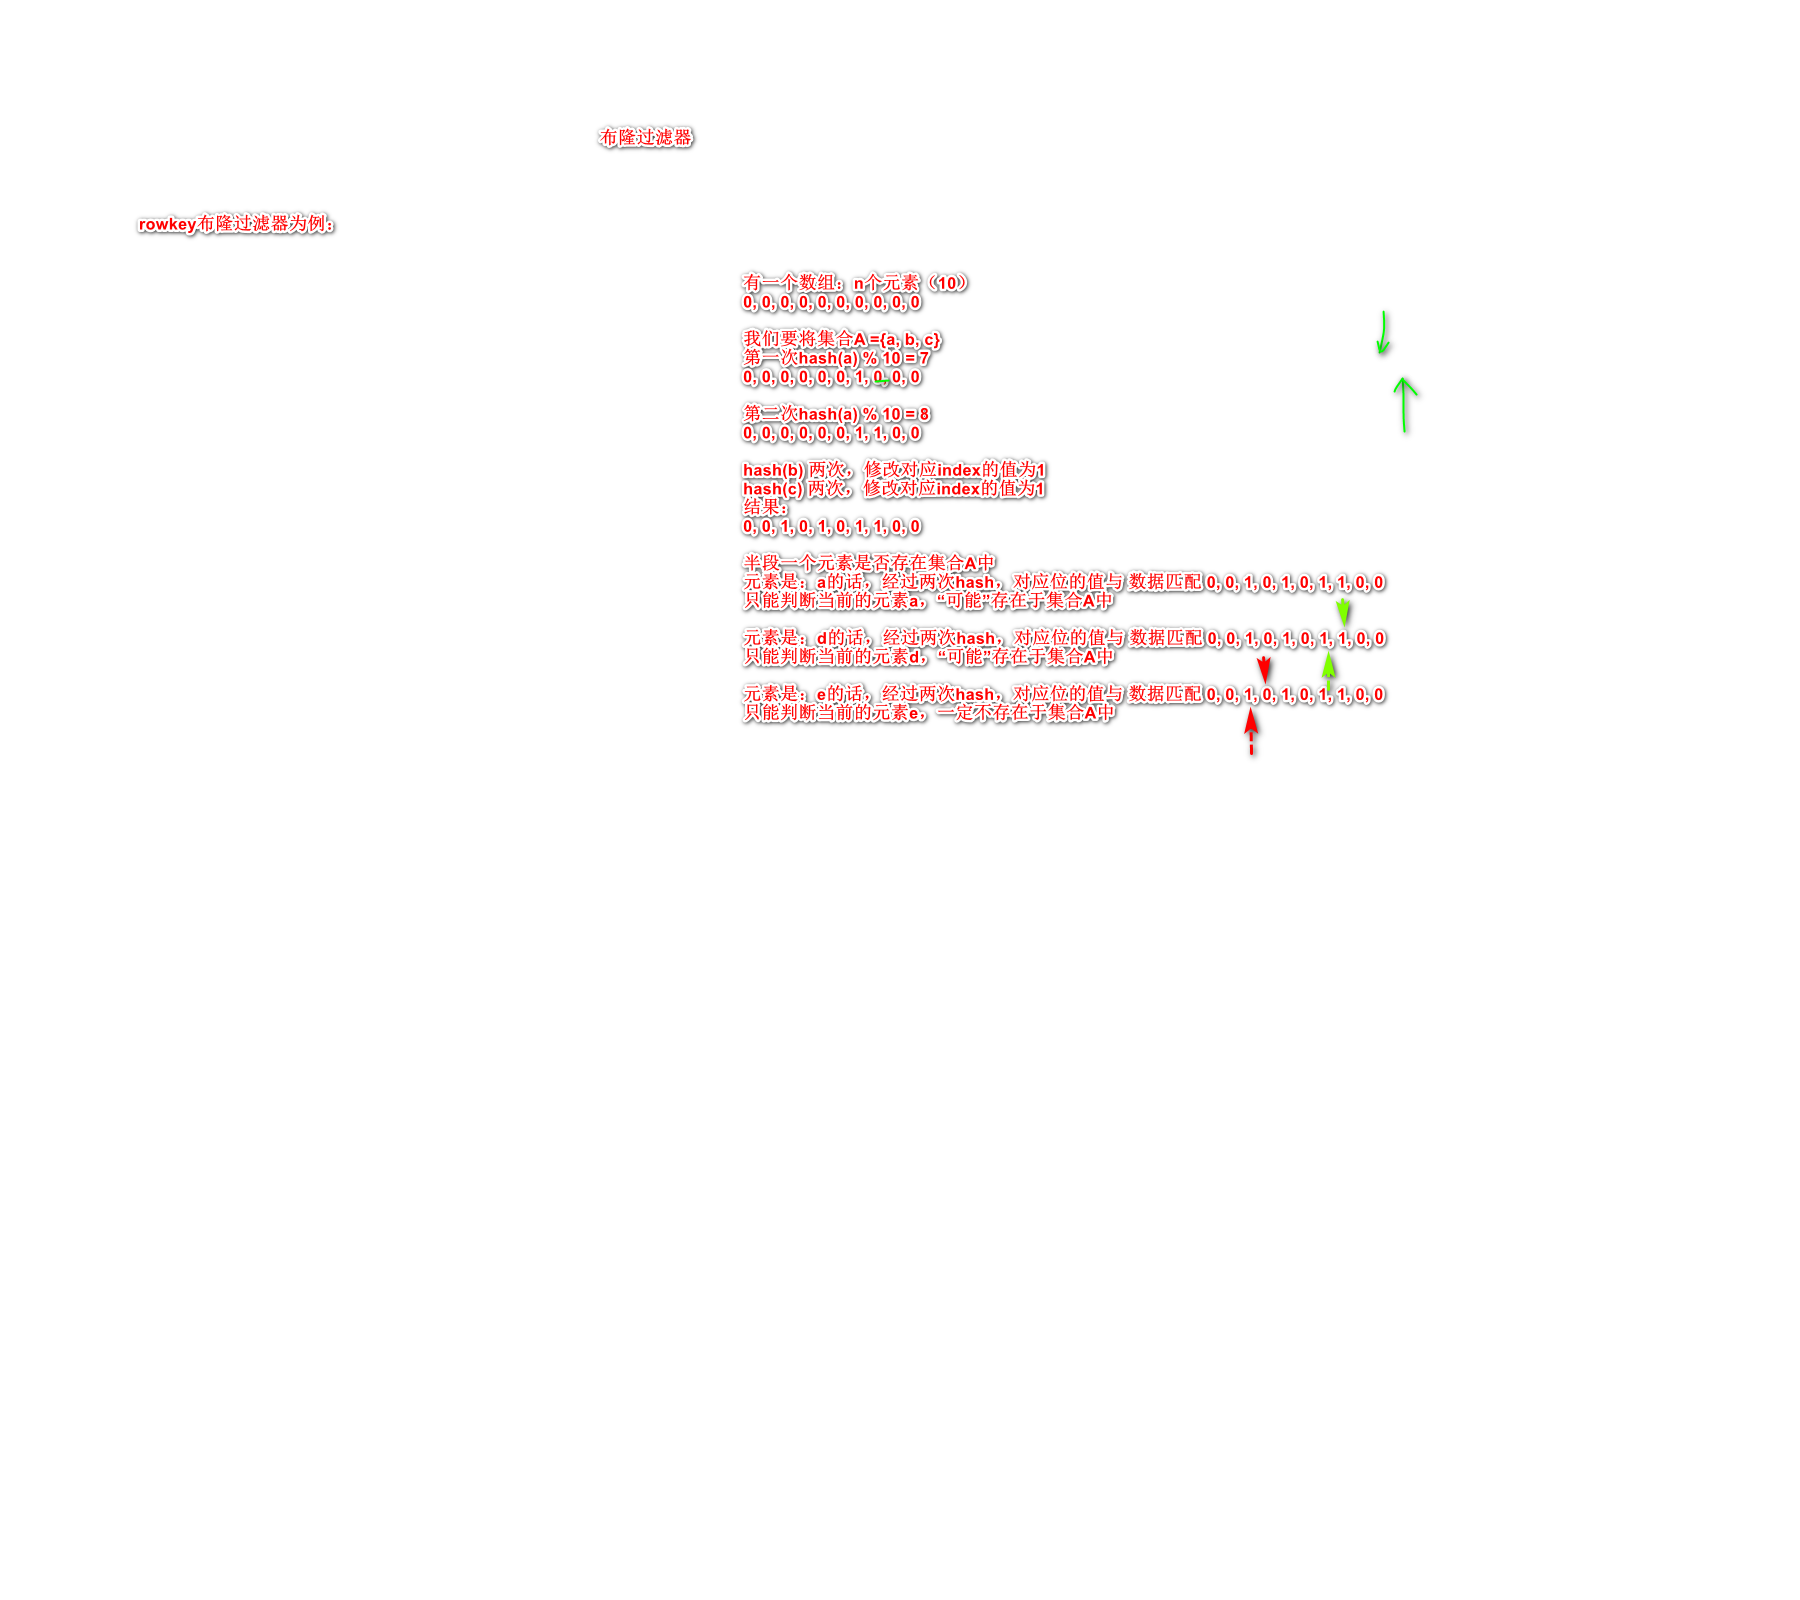 布隆过滤器
rowkey布隆过滤器为例：
有一个数组：n个元素（10）
0, 0, 0, 0, 0, 0, 0, 0, 0, 0
我们要将集合A ={a, b, c}
第一次hash(a) % 10 = 7
0, 0, 0, 0, 0, 0, 1, 0, 0, 0
第二次hash(a) % 10 = 8
0, 0, 0, 0, 0, 0, 1, 1, 0, 0
hash(b) 两次，修改对应index的值为1
hash(c) 两次，修改对应index的值为1
结果：
0, 0, 1, 0, 1, 0, 1, 1, 0, 0
半段一个元素是否存在集合A中
元素是：a的话，经过两次hash，对应位的值与 数据匹配 0, 0, 1, 0, 1, 0, 1, 1, 0, 0
只能判断当前的元素a，“可能”存在于集合A中
元素是：d的话，经过两次hash，对应位的值与 数据匹配 0, 0, 1, 0, 1, 0, 1, 1, 0, 0
只能判断当前的元素d，“可能”存在于集合A中
元素是：e的话，经过两次hash，对应位的值与 数据匹配 0, 0, 1, 0, 1, 0, 1, 1, 0, 0
只能判断当前的元素e，一定不存在于集合A中